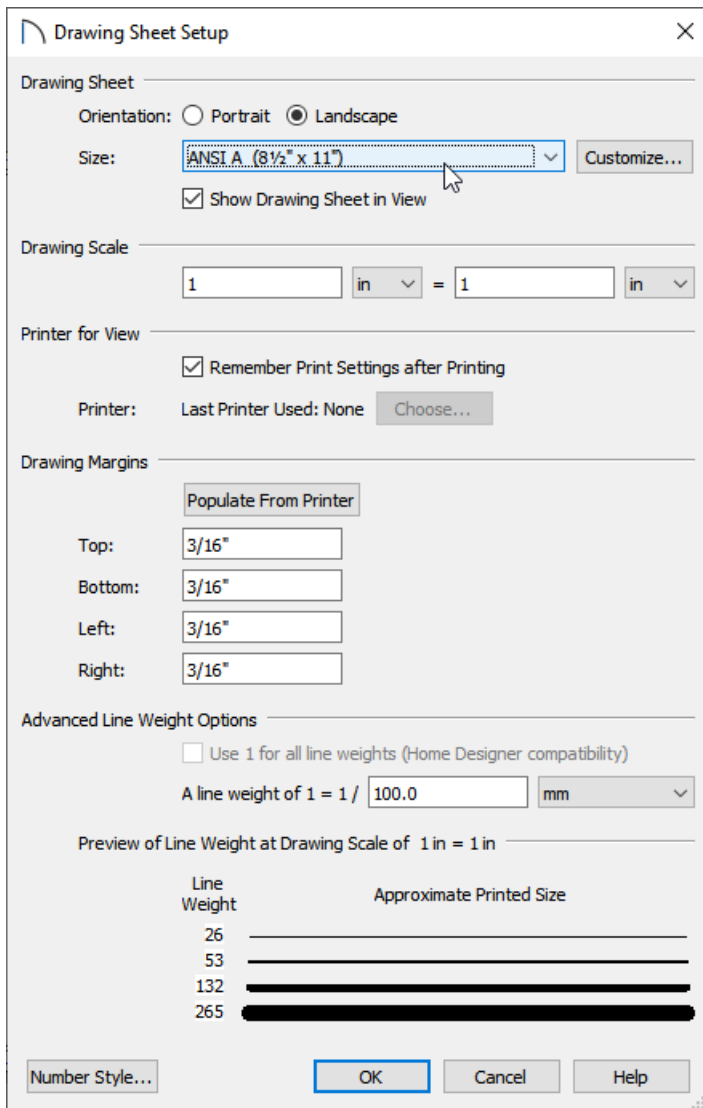 Drawing Sheet Setup
Drawing Sheet
Orientation: Portrait Landscape
Size: ANSI A (8½" x 11") Customize...
Show Drawing Sheet in View
Drawing Scale
1 in = 1 in
Printer for View
Remember Print Settings after Printing
Printer: Last Printer Used: None Choose...
Drawing Margins
Populate From Printer
Top: 3/16"
Bottom: 3/16"
Left: 3/16"
Right: 3/16"
Advanced Line Weight Options
Use 1 for all line weights (Home Designer compatibility)
A line weight of 1 = 1 / 100.0 mm
Preview of Line Weight at Drawing Scale of 1 in = 1 in
Line
Weight Approximate Printed Size
26
53
132
265
Number Style... OK Cancel Help